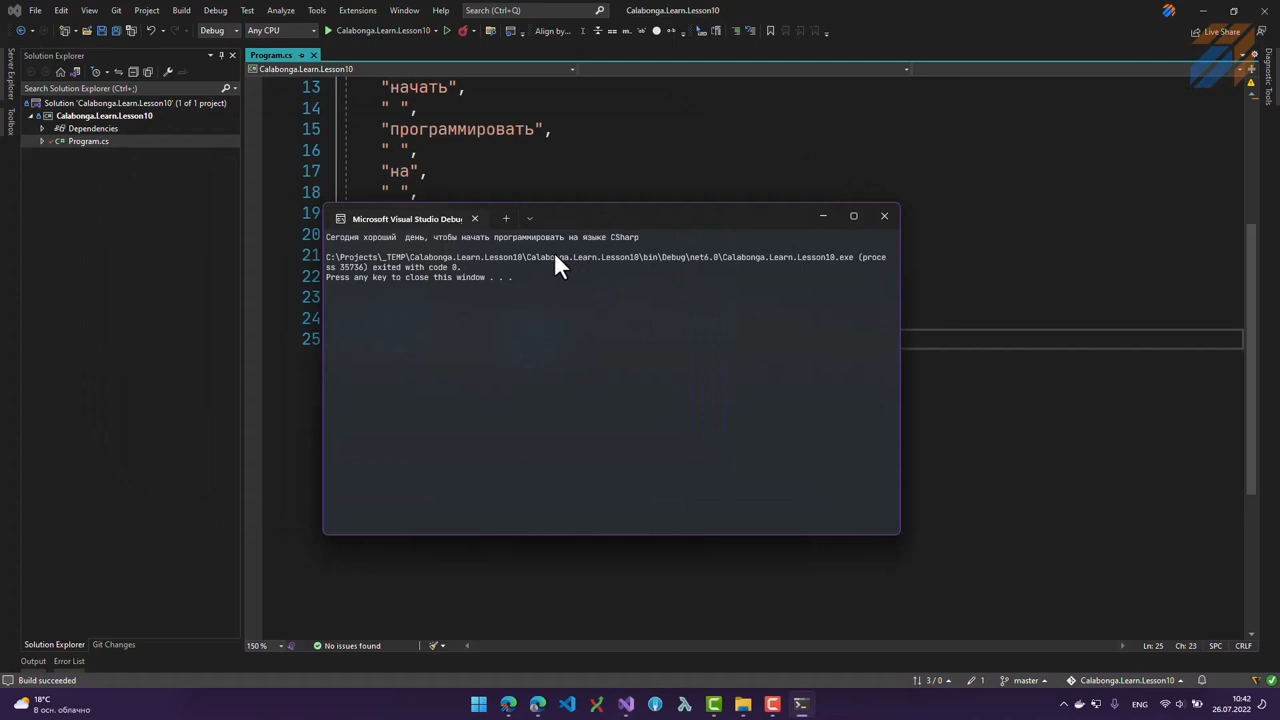 File Edit View Git Project Build Debug Test Analyze Tools Extensions Window Help Search (Ctrl+Q) Calabonga.Learn.Lesson10
Debug Any CPU Calabonga.Learn.Lesson10 Align by... Live Share
Server Explorer
Toolbox
Solution Explorer
Search Solution Explorer (Ctrl+;)
Solution 'Calabonga.Learn.Lesson10' (1 of 1 project)
Calabonga.Learn.Lesson10
Dependencies
Program.cs
Program.cs
Calabonga.Learn.Lesson10
Diagnostic Tools
13 "начать",
14 " ",
15 "программировать",
16 " ",
17 "на",
18 " ",
19
20
21
22
23
24
25
Microsoft Visual Studio Debug
Сегодня хороший  день, чтобы начать программировать на языке CSharp
C:\Projects\_TEMP\Calabonga.Learn.Lesson10\Calabonga.Learn.Lesson10\bin\Debug\net6.0\Calabonga.Learn.Lesson10.exe (proce
ss 35736) exited with code 0.
Press any key to close this window . . .
Solution Explorer Git Changes
150 % No issues found Ln: 25 Ch: 23 SPC CRLF
Output Error List
Build succeeded 3 / 0 1 master Calabonga.Learn.Lesson10
18°C
В осн. облачно
ENG
10:42
26.07.2022